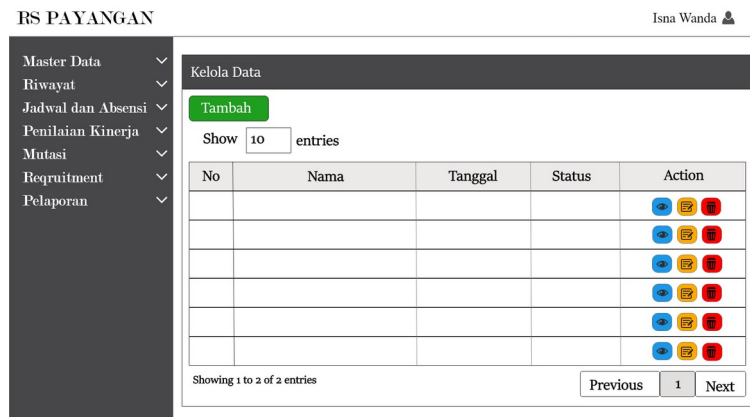 RS PAYANGAN
Isna Wanda
Master Data
Riwayat
Jadwal dan Absensi
Penilaian Kinerja
Mutasi
Reqruitment
Pelaporan
Kelola Data
Tambah
Show 10 entries
No Nama Tanggal Status Action
Showing 1 to 2 of 2 entries
Previous 1 Next